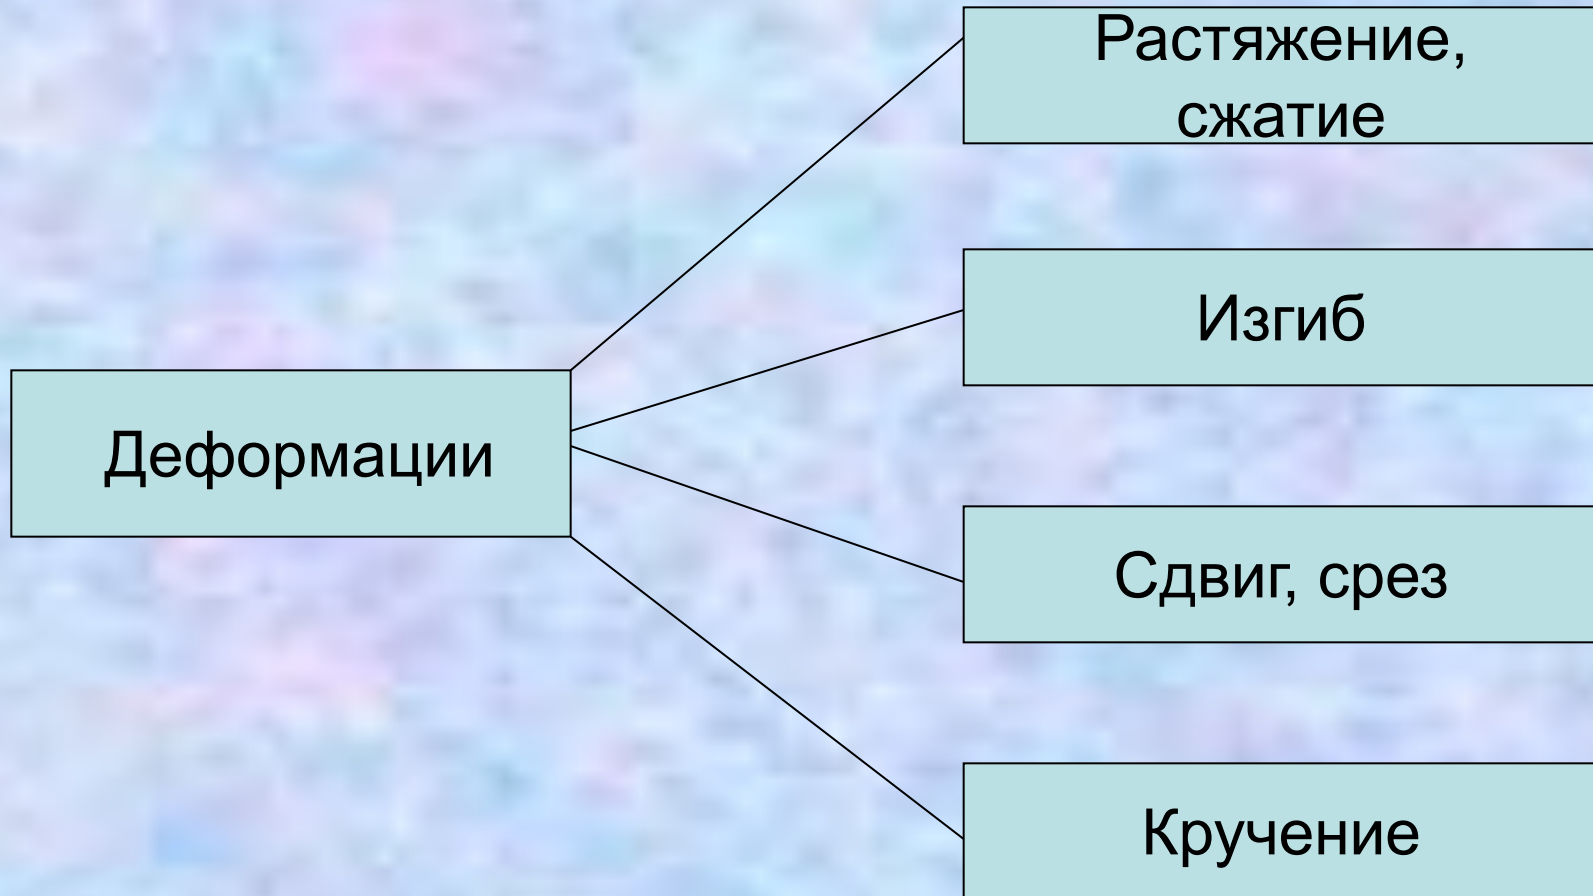 Растяжение,
сжатие
Изгиб
Деформации
Сдвиг, срез
Кручение